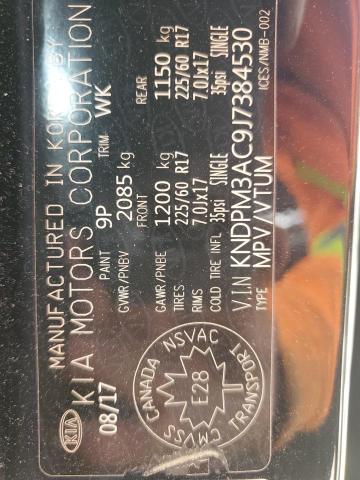 MANUFACTURED IN KOREA BY
KIA KIA MOTORS CORPORATION
08/17 PAINT 9P TRIM- WK
GVWR/PNBV 2085 kg
FRONT REAR
GAWR/PNBE 1200 kg 1150 kg
TIRES 225/60 R17 225/60 R17
RIMS 7.0Jx17 7.0Jx17
COLD TIRE INFL 35psi SINGLE 35psi SINGLE
V.I.N KNDPM3AC9J7384530
TYPE MPV/VTUM ICES/NMB-002
CANADA NSVAC
E28
CMVSS TRANSPORT